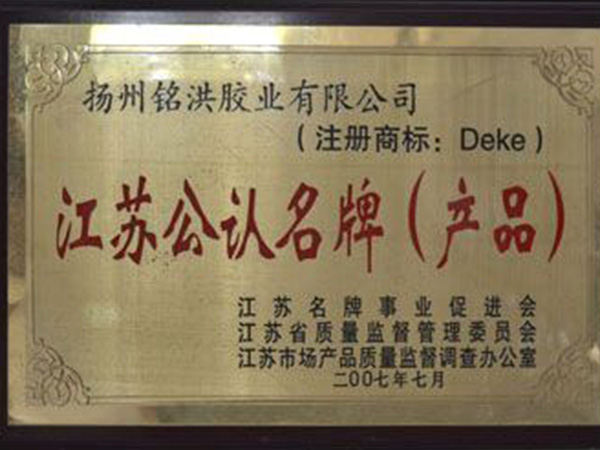 扬州铭洪胶业有限公司
（注册商标：Deke）
江苏公认名牌（产品）
江苏名牌事业促进会
江苏省质量监督管理委员会
江苏市场产品质量监督调查办公室
二00七年七月